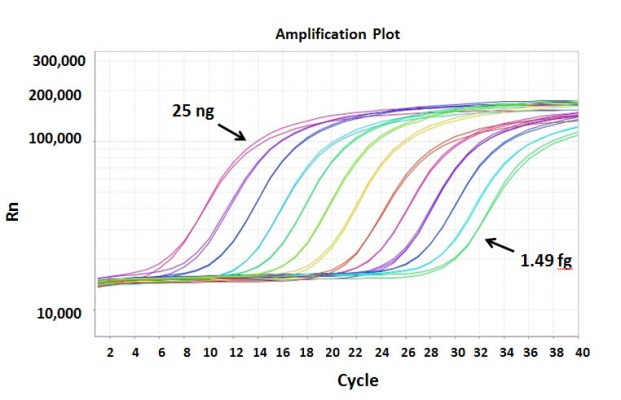 Amplification Plot
300,000
200,000
25 ng
100,000
Rn
1.49 fg
10,000
2 4 6 8 10 12 14 16 18 20 22 24 26 28 30 32 34 36 38 40
Cycle